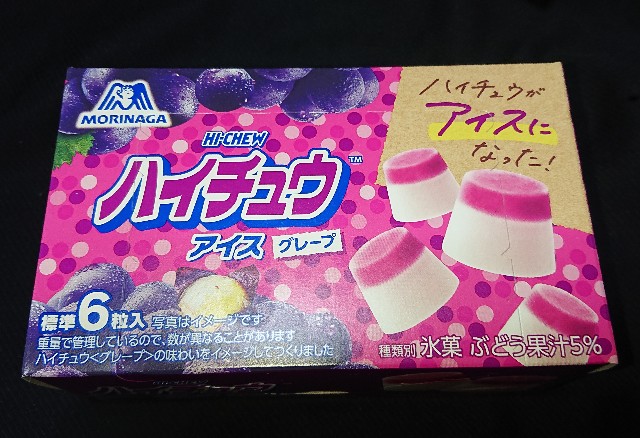 MORINAGA
ハイチュウが
アイスに
なった!
HI-CHEW
ハイチュウ™
アイス グレープ
標準6粒入 写真はイメージです
重量で管理しているので、数が異なることがあります
ハイチュウ<グレープ>の味わいをイメージしてつくりました
種類別 氷菓 ぶどう果汁5%